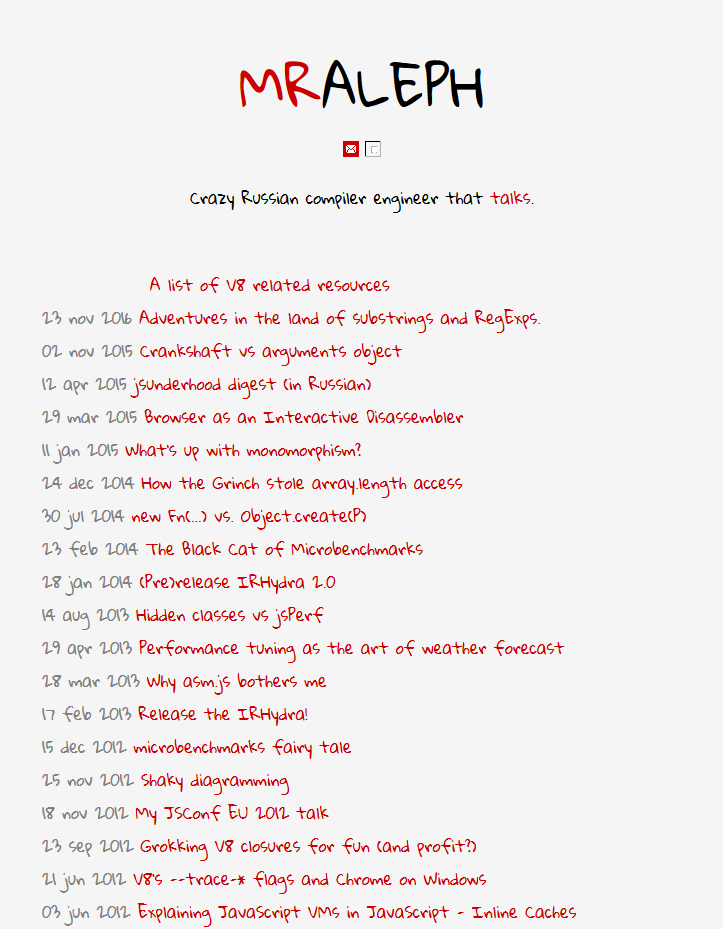 MRALEPH
Crazy Russian compiler engineer that talks.
A list of V8 related resources
23 nov 2016 Adventures in the land of substrings and RegExps.
02 nov 2015 Crankshaft vs arguments object
12 apr 2015 jsunderhood digest (in Russian)
29 mar 2015 Browser as an Interactive Disassembler
11 jan 2015 What's up with monomorphism?
24 dec 2014 How the Grinch stole array.length access
30 jul 2014 new Fn(...) vs. Object.create(P)
23 feb 2014 The Black Cat of Microbenchmarks
28 jan 2014 (Pre)release IRHydra 2.0
14 aug 2013 Hidden classes vs jsPerf
29 apr 2013 Performance tuning as the art of weather forecast
28 mar 2013 Why asm.js bothers me
17 feb 2013 Release the IRHydra!
15 dec 2012 microbenchmarks fairy tale
25 nov 2012 Shaky diagramming
18 nov 2012 My JSConf EU 2012 talk
23 sep 2012 Grokking V8 closures for fun (and profit?)
21 jun 2012 V8's --trace-* flags and Chrome on Windows
03 jun 2012 Explaining JavaScript VMs in JavaScript - Inline Caches